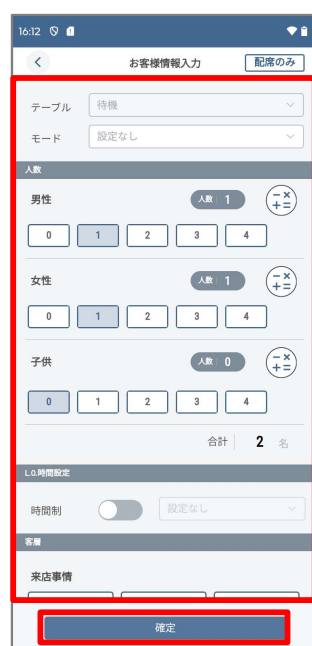 16:12
お客様情報入力 配席のみ
テーブル 待機
モード 設定なし
人数
男性 人数 1
0 1 2 3 4
女性 人数 1
0 1 2 3 4
子供 人数 0
0 1 2 3 4
合計 2 名
L.O.時間設定
時間制 設定なし
客層
来店事情
確定